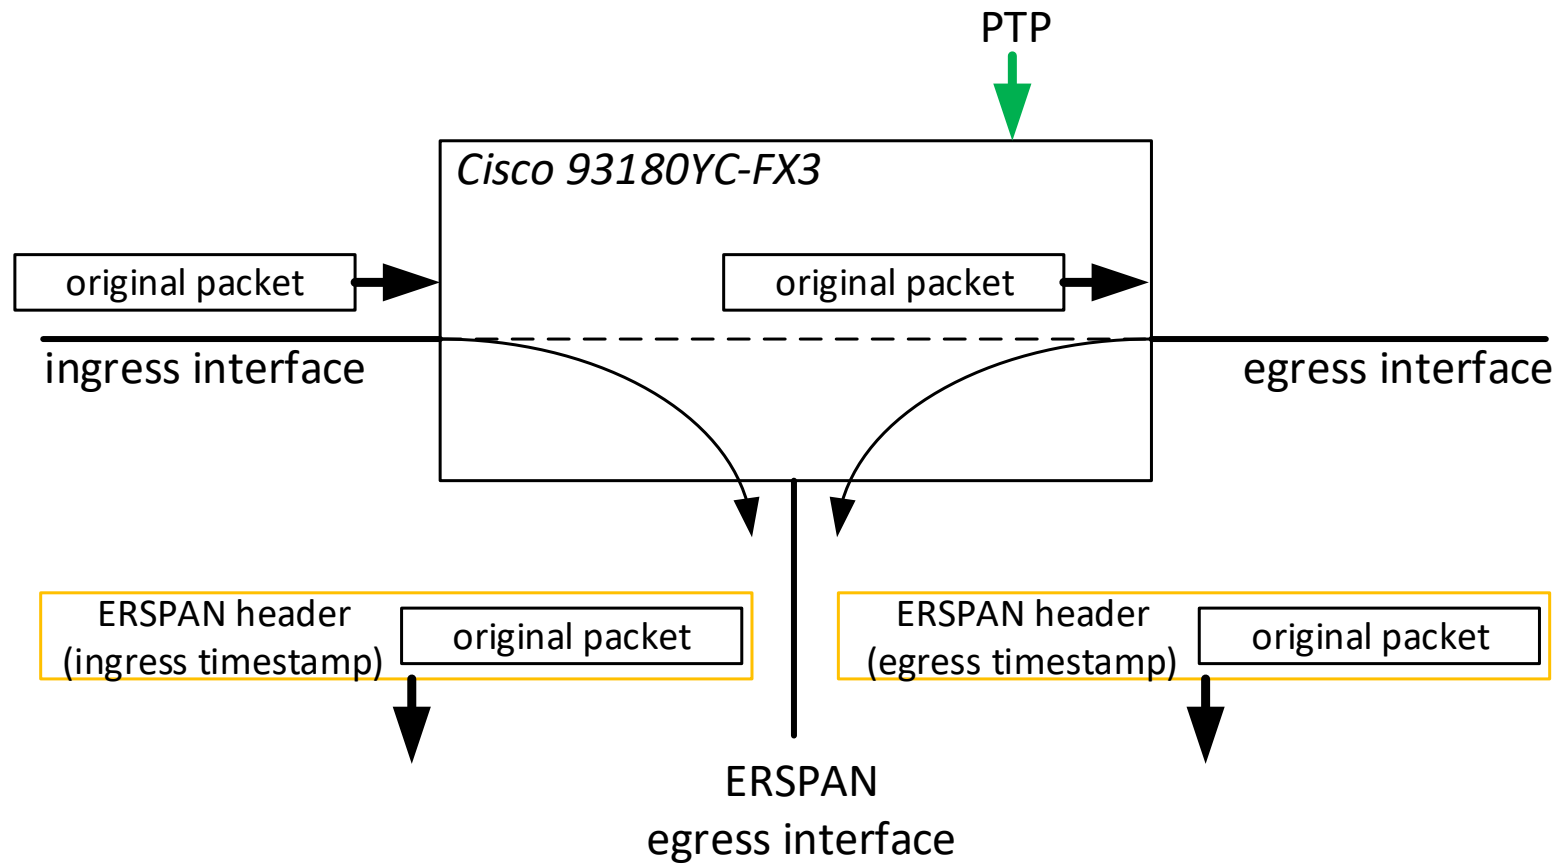 PTP
Cisco 93180YC-FX3
original packet
original packet
ingress interface
egress interface
ERSPAN header
(ingress timestamp)
original packet
ERSPAN header
(egress timestamp)
original packet
ERSPAN
egress interface